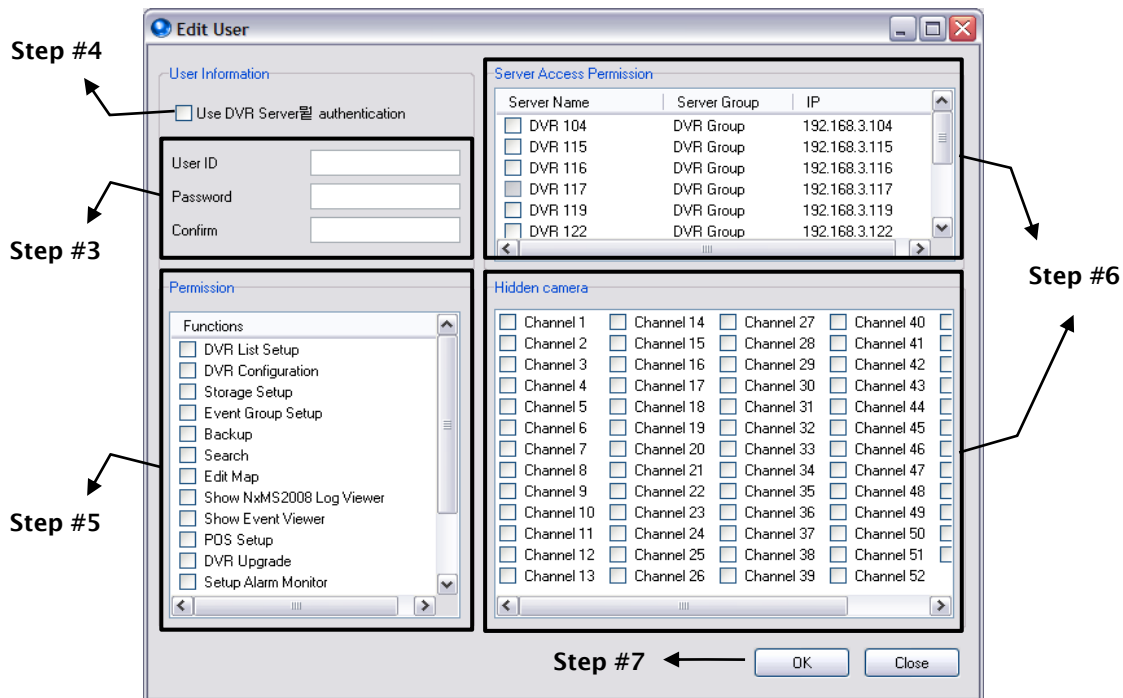 Edit User
Step #4
User Information
Use DVR Server뮐 authentication
User ID
Password
Confirm
Step #3
Server Access Permission
Server Name Server Group IP
DVR 104 DVR Group 192.168.3.104
DVR 115 DVR Group 192.168.3.115
DVR 116 DVR Group 192.168.3.116
DVR 117 DVR Group 192.168.3.117
DVR 119 DVR Group 192.168.3.119
DVR 122 DVR Group 192.168.3.122
Step #6
Permission
Functions
DVR List Setup
DVR Configuration
Storage Setup
Event Group Setup
Backup
Search
Edit Map
Show NxMS2008 Log Viewer
Show Event Viewer
POS Setup
DVR Upgrade
Setup Alarm Monitor
Step #5
Hidden camera
Channel 1 Channel 14 Channel 27 Channel 40
Channel 2 Channel 15 Channel 28 Channel 41
Channel 3 Channel 16 Channel 29 Channel 42
Channel 4 Channel 17 Channel 30 Channel 43
Channel 5 Channel 18 Channel 31 Channel 44
Channel 6 Channel 19 Channel 32 Channel 45
Channel 7 Channel 20 Channel 33 Channel 46
Channel 8 Channel 21 Channel 34 Channel 47
Channel 9 Channel 22 Channel 35 Channel 48
Channel 10 Channel 23 Channel 36 Channel 49
Channel 11 Channel 24 Channel 37 Channel 50
Channel 12 Channel 25 Channel 38 Channel 51
Channel 13 Channel 26 Channel 39 Channel 52
Step #7
OK Close